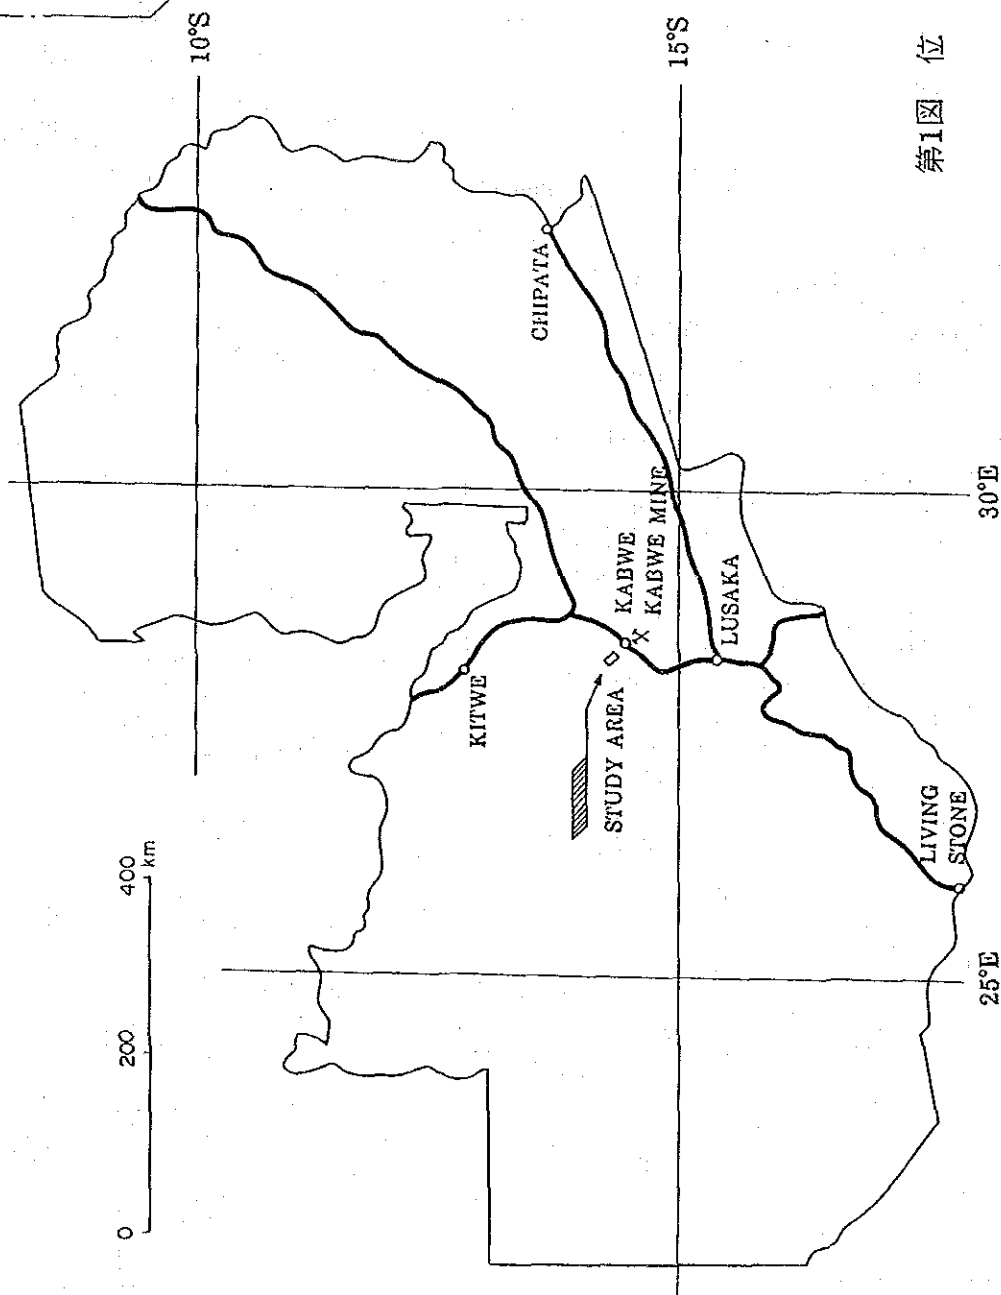 10°S
15°S
CHIPATA
KITWE
KABWE
KABWE MINE
LUSAKA
STUDY AREA
LIVING
STONE
0 200 400
km
25°E
30°E
第1図 位